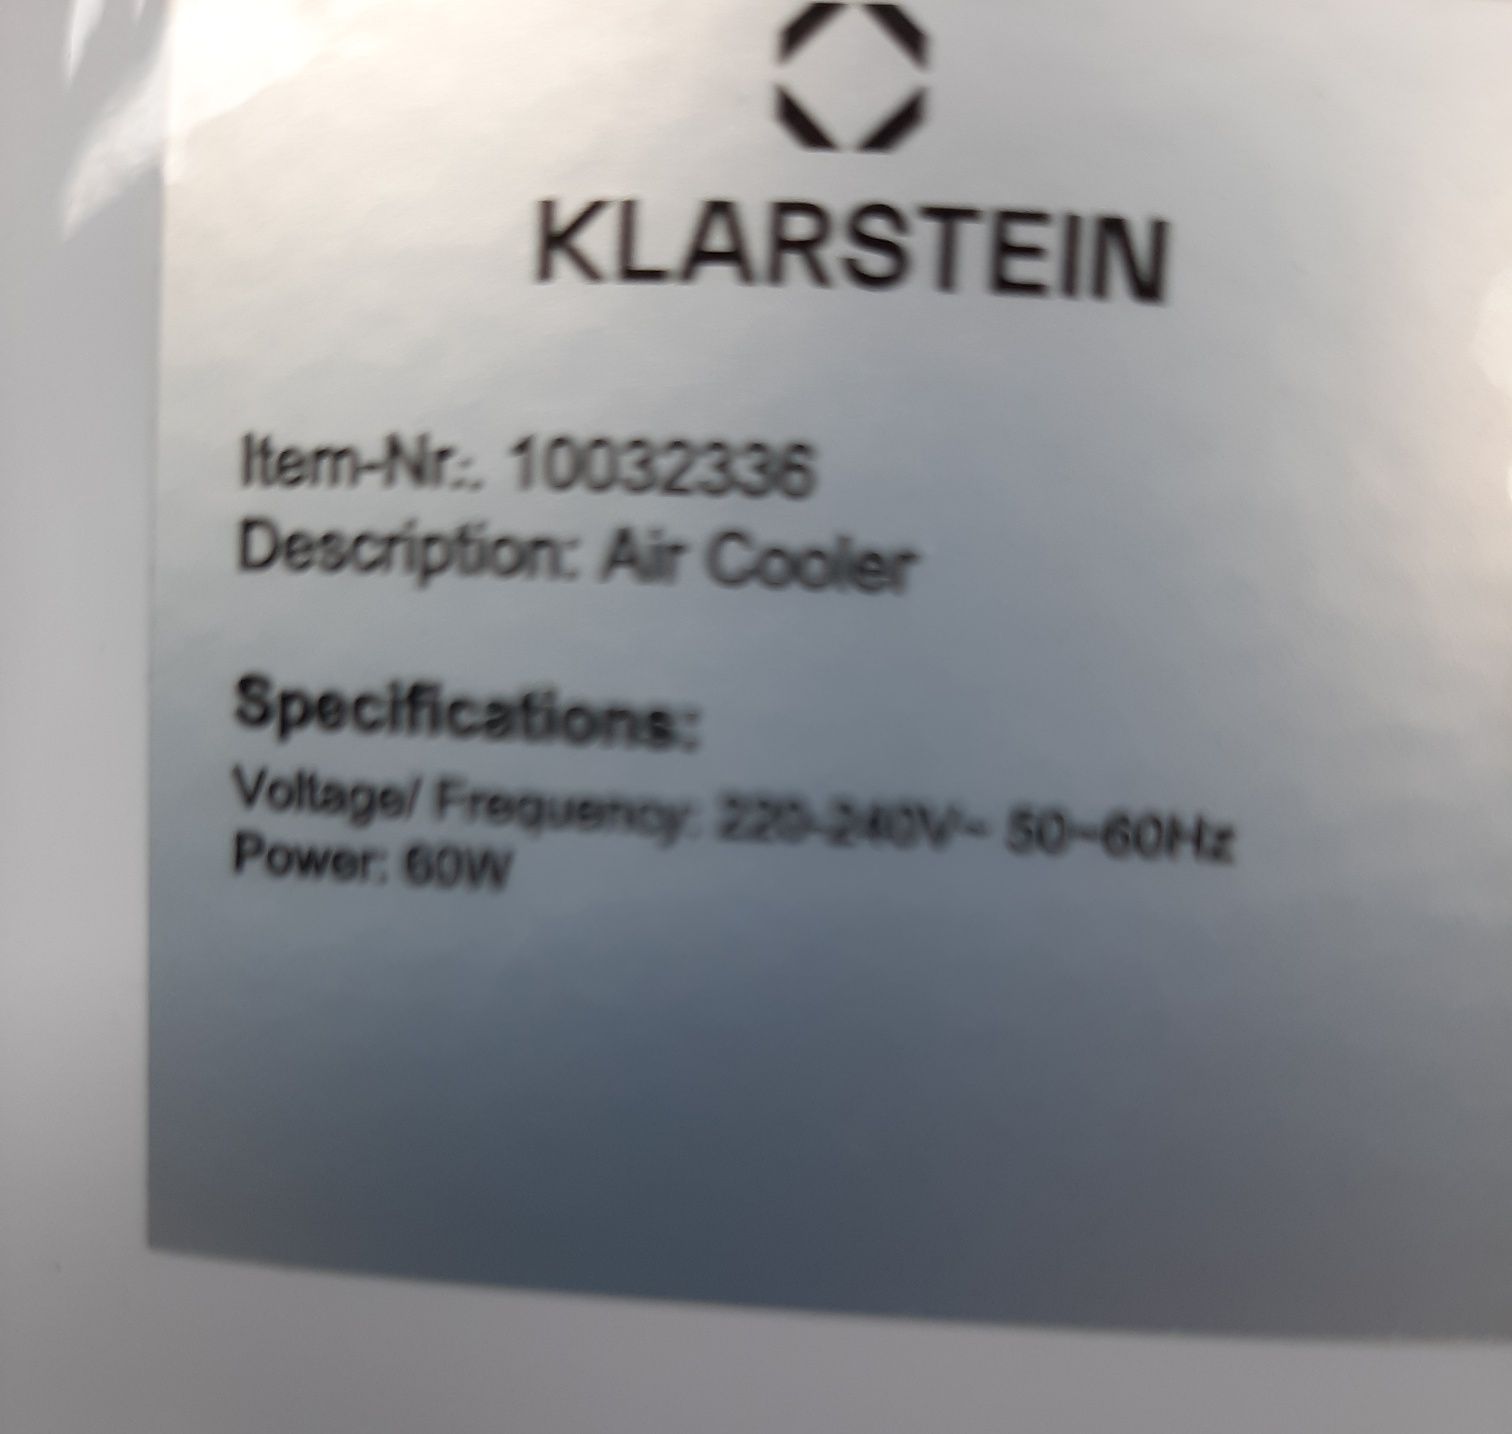 KLARSTEIN
Item-Nr.:. 10032336
Description: Air Cooler
Specifications:
Voltage/ Frequency: 220-240V~ 50~60Hz
Power: 60W